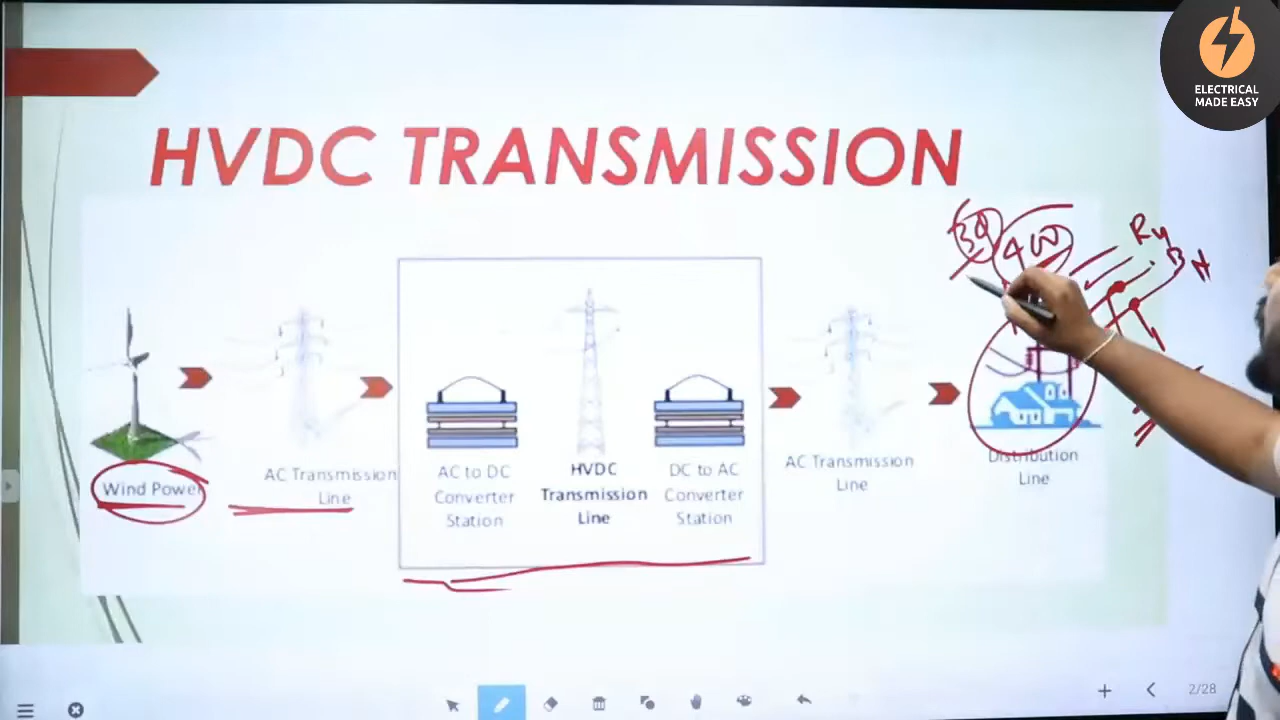 ELECTRICAL
MADE EASY
HVDC TRANSMISSION
3φ
400
Ry
B N
Wind Power
AC Transmission
Line
AC to DC
Converter
Station
HVDC
Transmission
Line
DC to AC
Converter
Station
AC Transmission
Line
Distribution
Line
2/28